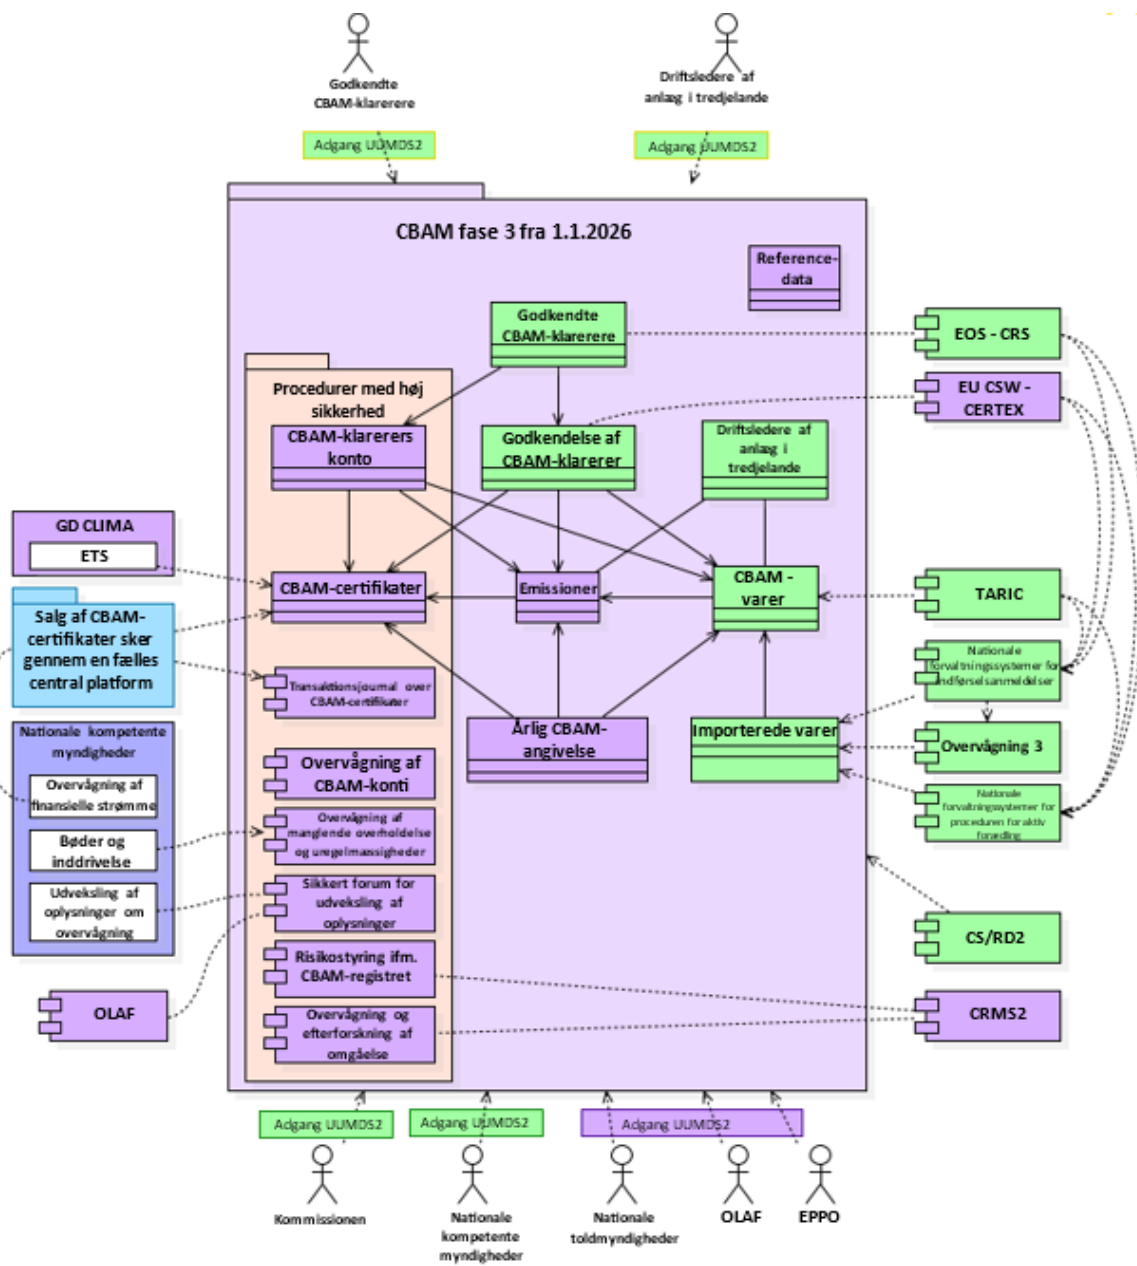 Godkendte
CBAM-klarerere
Driftsledere af
anlæg i tredjelande
Adgang UUMDS2
Adgang UUMDS2
CBAM fase 3 fra 1.1.2026
Reference-
data
Godkendte
CBAM-klarerere
EOS - CRS
Procedurer med høj
sikkerhed
EU CSW -
CERTEX
CBAM-klarerers
konto
Godkendelse af
CBAM-klarerer
Driftsledere af
anlæg i
tredjelande
GD CLIMA
ETS
CBAM-certifikater
Emissioner
CBAM -
varer
TARIC
Salg af CBAM-
certifikater sker
gennem en fælles
central platform
Nationale
forvaltningssystemer for
indførselsanmeldelser
Transaktionsjournal over
CBAM-certifikater
Årlig CBAM-
angivelse
Importerede varer
Overvågning 3
Nationale kompetente
myndigheder
Overvågning af
finansielle strømme
Bøder og
inddrivelse
Udveksling af
oplysninger om
overvågning
Overvågning af
CBAM-konti
Nationale
forvaltningssystemer for
proceduren for aktiv
forædling
Overvågning af
manglende overholdelse
og uregelmæssigheder
Sikkert forum for
udveksling af
oplysninger
CS/RD2
Risikostyring ifm.
CBAM-registret
OLAF
CRMS2
Overvågning og
efterforskning af
omgåelse
Adgang UUMDS2
Adgang UUMDS2
Adgang UUMDS2
Kommissionen
Nationale
kompetente
myndigheder
Nationale
toldmyndigheder
OLAF
EPPO